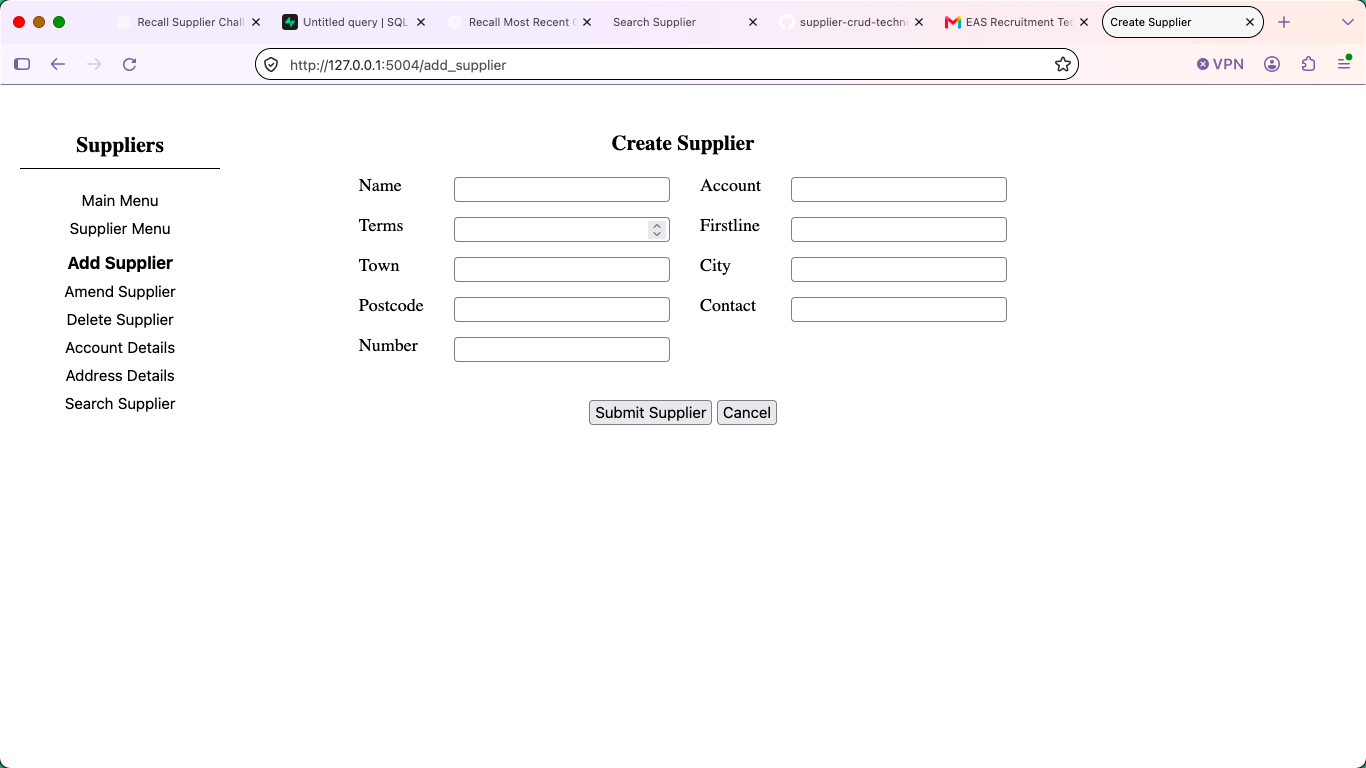 Recall Supplier Chall
Untitled query | SQL
Recall Most Recent
Search Supplier
supplier-crud-techni
EAS Recruitment Tec
Create Supplier
http://127.0.0.1:5004/add_supplier
VPN
Suppliers
Main Menu
Supplier Menu
Add Supplier
Amend Supplier
Delete Supplier
Account Details
Address Details
Search Supplier
Create Supplier
Name Account
Terms Firstline
Town City
Postcode Contact
Number
Submit Supplier Cancel